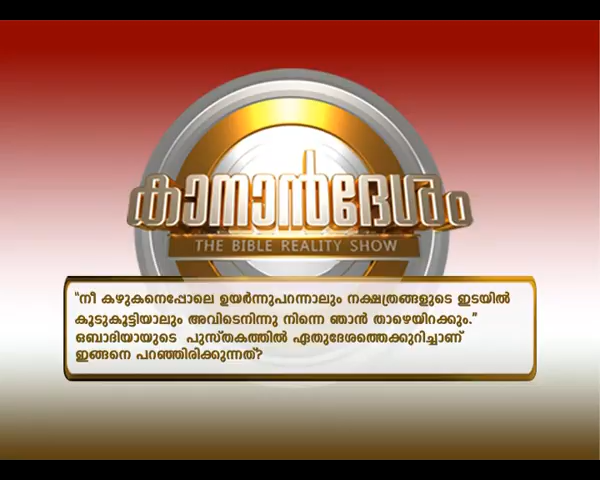 കാനാൻദേശം
THE BIBLE REALITY SHOW
“നീ കഴുകനെപ്പോലെ ഉയർന്നുപറന്നാലും നക്ഷത്രങ്ങളുടെ ഇടയിൽ
കൂടുകൂട്ടിയാലും അവിടെനിന്നു നിന്നെ ഞാൻ താഴെയിറക്കും.”
ഒബാദിയായുടെ പുസ്തകത്തിൽ ഏതുദേശത്തെക്കുറിച്ചാണ്
ഇങ്ങനെ പറഞ്ഞിരിക്കുന്നത്?